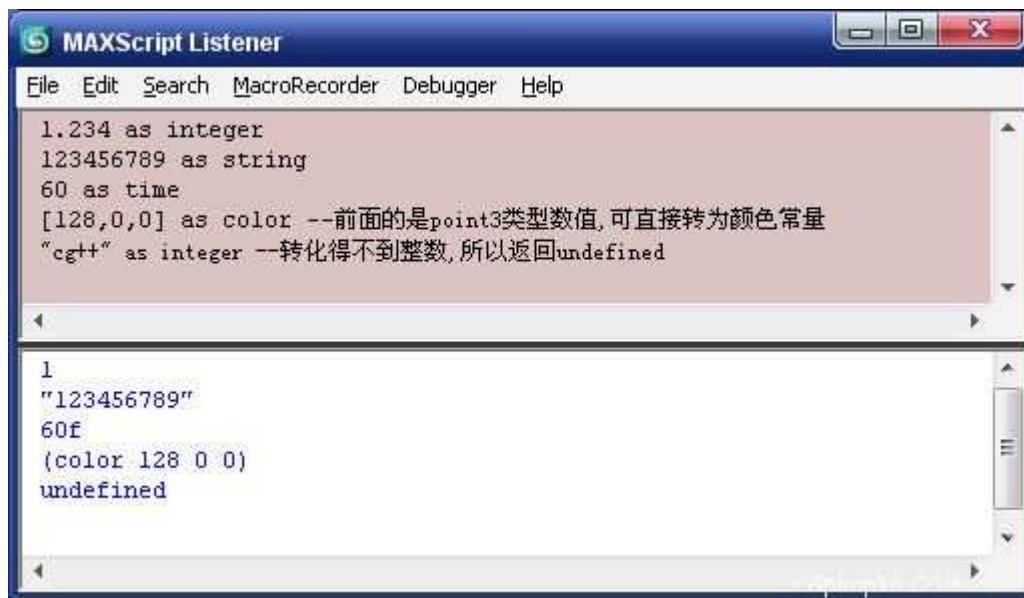 MAXScript Listener
File Edit Search MacroRecorder Debugger Help
1.234 as integer
123456789 as string
60 as time
[128,0,0] as color --前面的是point3类型数值,可直接转为颜色常量
"cg++" as integer --转化得不到整数,所以返回undefined
1
"123456789"
60f
(color 128 0 0)
undefined